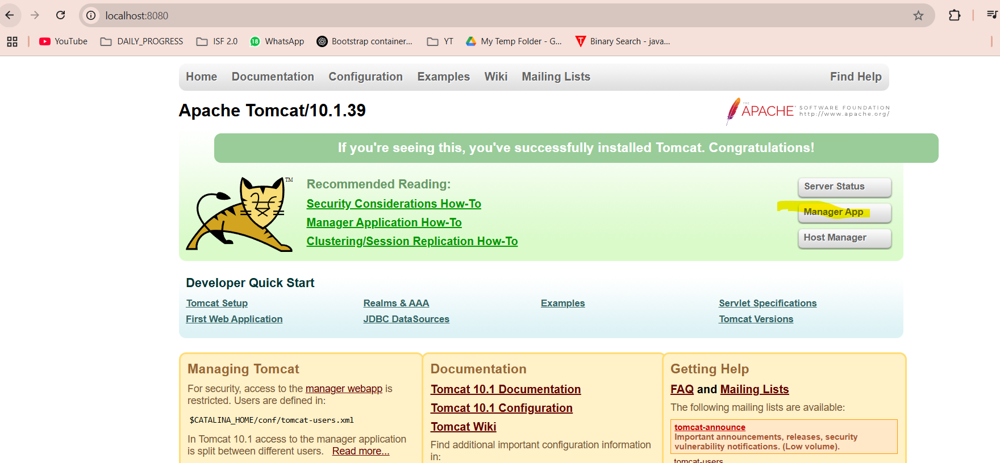 localhost:8080
YouTube DAILY_PROGRESS ISF 2.0 18 WhatsApp Bootstrap container... YT My Temp Folder - G... T Binary Search - java...
Home Documentation Configuration Examples Wiki Mailing Lists Find Help
Apache Tomcat/10.1.39
THE
APACHE SOFTWARE FOUNDATION
http://www.apache.org/
If you're seeing this, you've successfully installed Tomcat. Congratulations!
TM
Recommended Reading:
Security Considerations How-To
Manager Application How-To
Clustering/Session Replication How-To
Server Status
Manager App
Host Manager
Developer Quick Start
Tomcat Setup Realms & AAA Examples Servlet Specifications
First Web Application JDBC DataSources Tomcat Versions
Managing Tomcat
For security, access to the manager webapp is
restricted. Users are defined in:
$CATALINA_HOME/conf/tomcat-users.xml
In Tomcat 10.1 access to the manager application
is split between different users. Read more...
Documentation
Tomcat 10.1 Documentation
Tomcat 10.1 Configuration
Tomcat Wiki
Find additional important configuration information
in:
Getting Help
FAQ and Mailing Lists
The following mailing lists are available:
tomcat-announce
Important announcements, releases, security
vulnerability notifications. (Low volume).
tomcat-users